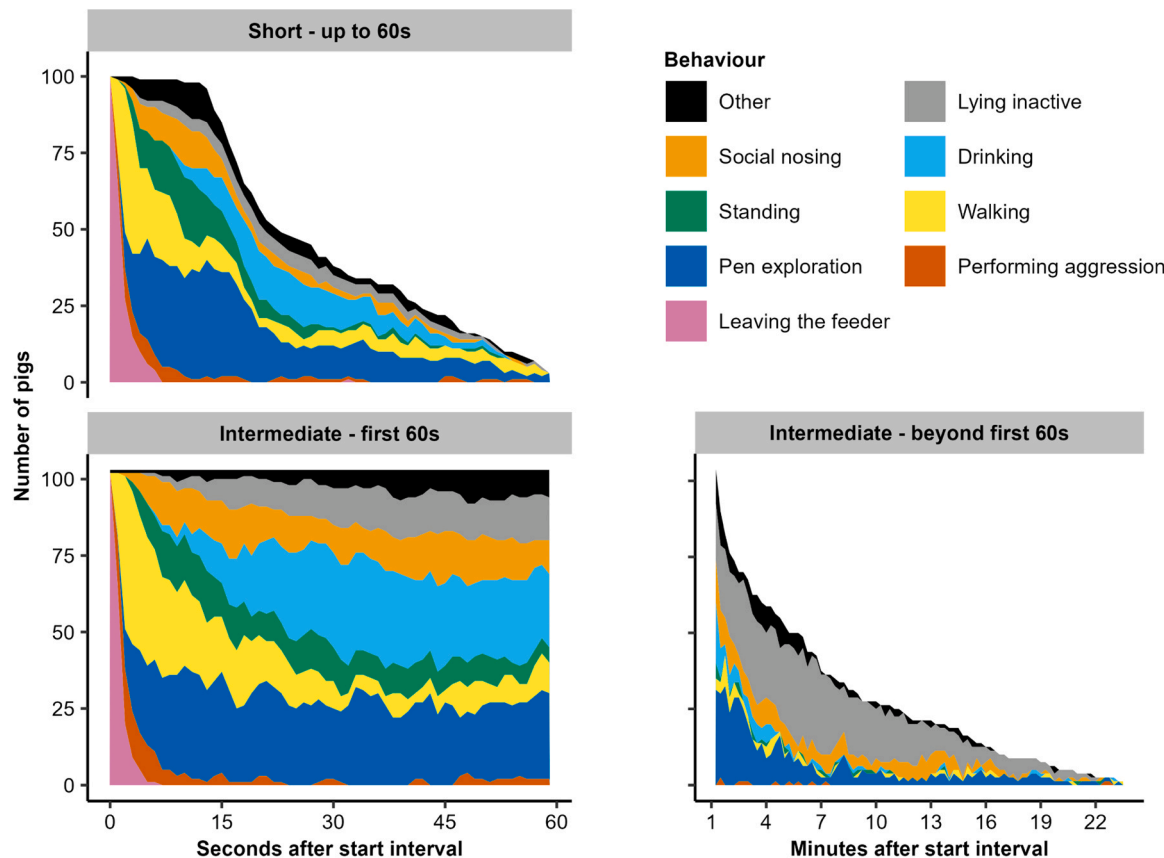 Short - up to 60s
Behaviour
Other
Lying inactive
Social nosing
Drinking
Standing
Walking
Pen exploration
Performing aggression
Leaving the feeder
Number of pigs
100
75
50
25
0
Intermediate - first 60s
100
75
50
25
0
0 15 30 45 60
Seconds after start interval
Intermediate - beyond first 60s
1 4 7 10 13 16 19 22
Minutes after start interval